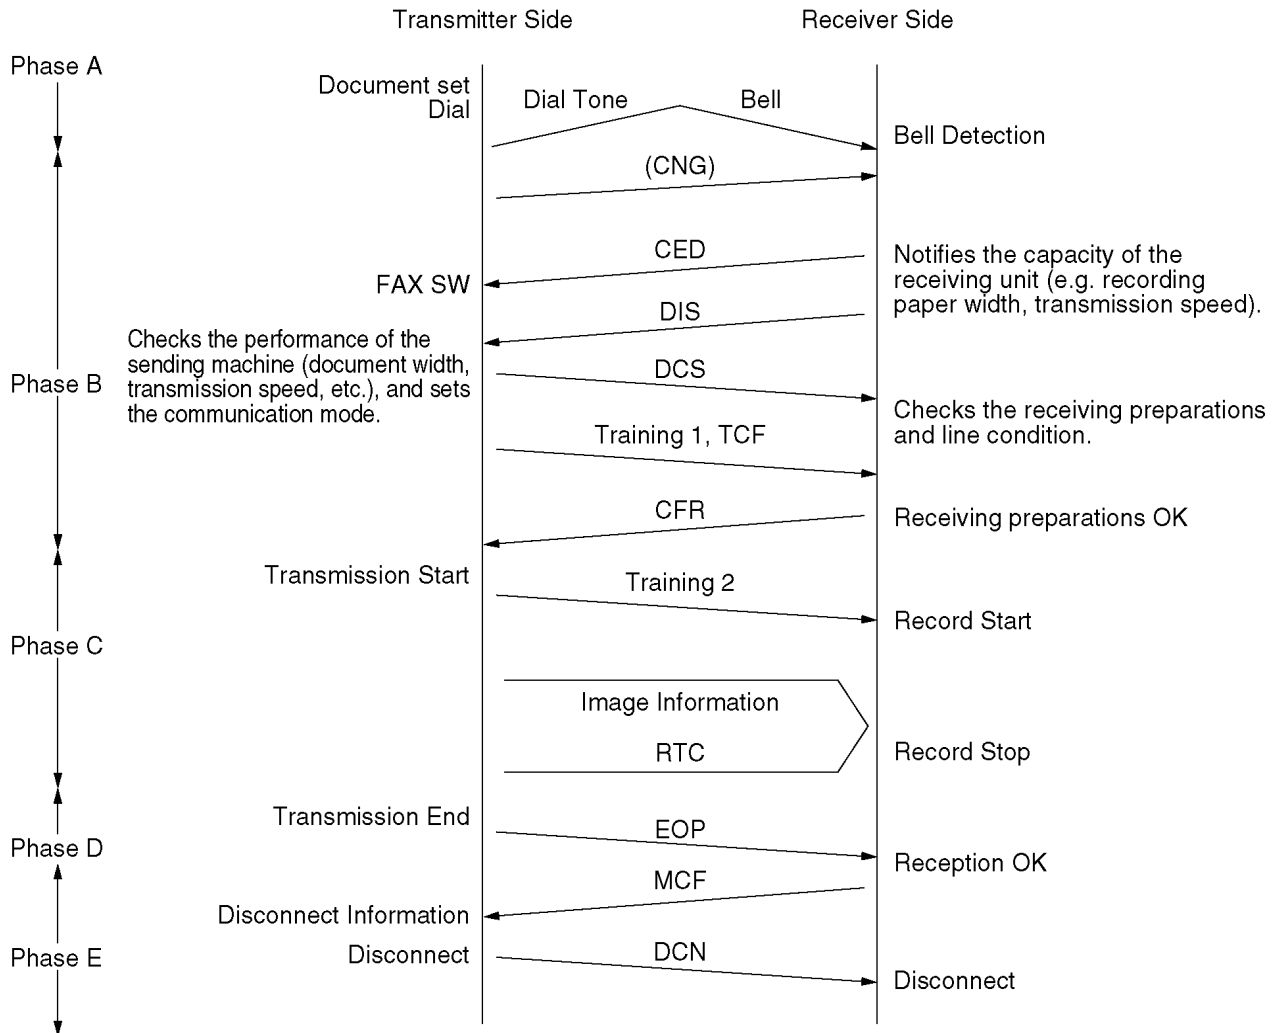 Transmitter Side
Receiver Side
Phase A
Document set
Dial
Dial Tone
Bell
Bell Detection
(CNG)
CED
Notifies the capacity of the
receiving unit (e.g. recording
paper width, transmission speed).
FAX SW
DIS
Checks the performance of the
sending machine (document width,
transmission speed, etc.), and sets
the communication mode.
Phase B
DCS
Checks the receiving preparations
and line condition.
Training 1, TCF
CFR
Receiving preparations OK
Transmission Start
Training 2
Record Start
Phase C
Image Information
RTC
Record Stop
Transmission End
EOP
Phase D
Reception OK
MCF
Disconnect Information
Phase E
Disconnect
DCN
Disconnect